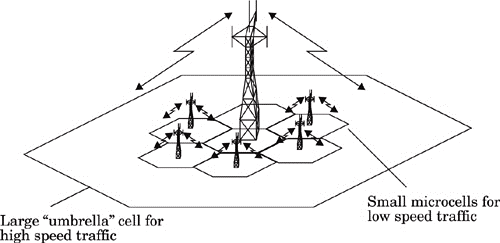 Small microcells for
low speed traffic
Large “umbrella” cell for
high speed traffic